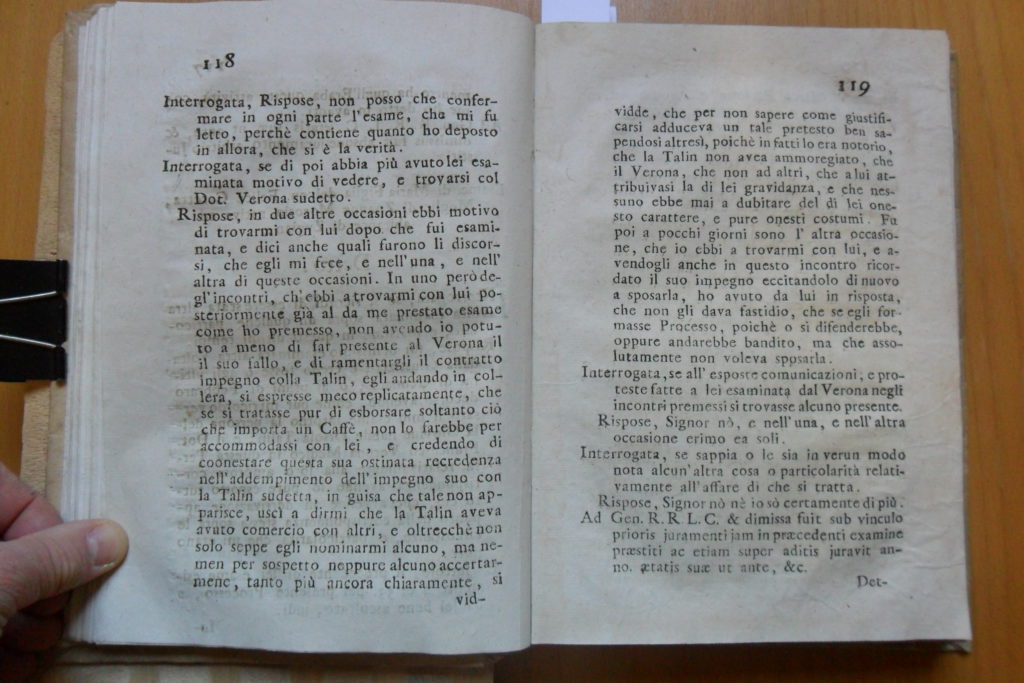 118
Interrogata, Rispose, non posso che confer-
mare in ogni parte l'esame, che mi fu
letto, perchè contiene quanto ho deposto
in allora, che si è la verità.
Interrogata, se di poi abbia più avuto lei esa-
minata motivo di vedere, e trovarsi col
Dot. Verona sudetto.
Rispose, in due altre occasioni ebbi motivo
di trovarmi con lui dopo che fui esami-
nata, e dici anche quali furono li discor-
si, che egli mi fece, e nell'una, e nell'
altra di queste occasioni. In uno però de-
gl'incontri, ch'ebbi a trovarmi con lui po-
steriormente già al da me prestato esame
come ho premesso, non avendo io potu-
to a meno di far presente al Verona il
il suo fallo, e di ramentargli il contratto
impegno colla Talin, egli andando in col-
lera, si espresse meco replicatamente, che
se si tratasse pur di esborsare soltanto ciò
che importa un Caffè, non lo farebbe per
accommodassi con lei, e credendo di
coonestare questa sua ostinata recredenza
nell'addempimento dell'impegno suo con
la Talin sudetta, in guisa che tale non ap-
parisce, uscì a dirmi che la Talin aveva
avuto comercio con altri, e oltrecchè non
solo seppe egli nominarmi alcuno, ma ne-
men per sospetto neppure alcuno accertar-
mene, tanto più ancora chiaramente, si
vid-
119
vidde, che per non sapere come giustifi-
carsi adduceva un tale pretesto ben sa-
pendosi altresì, poichè in fatti lo era notorio,
che la Talin non avea ammoregiato, che
il Verona, che non ad altri, che a lui at-
tribuivasi la di lei gravidanza, e che nes-
suno ebbe mai a dubitare del di lei one-
sto carattere, e pure onesti costumi. Fu
poi a pocchi giorni sono l' altra occasio-
ne, che io ebbi a trovarmi con lui, e a-
vendogli anche in questo incontro ricor-
dato il suo impegno eccitandolo di nuovo
a sposarla, ho avuto da lui in risposta,
che non gli dava fastidio, che se egli for-
masse Processo, poichè o si difenderebbe,
oppure andarebbe bandito, ma che asso-
lutamente non voleva sposarla.
Interrogata, se all' esposte comunicazioni, e pro-
teste fatte a lei esaminata dal Verona negli
incontri premessi si trovasse alcuno presente.
Rispose, Signor nò, e nell'una, e nell'altra
occasione erimo ea soli.
Interrogata, se sappia o le sia in verun modo
nota alcun'altra cosa o particolarità relati-
vamente all'affare di che si tratta.
Rispose, Signor nò nè io sò certamente di più.
Ad Gen. R. R. L. C. & dimissa fuit sub vinculo
prioris juramenti jam in præcedenti examine
præstiti ac etiam super aditis juravit an-
no. ætatis suæ ut ante, &c.
Det-